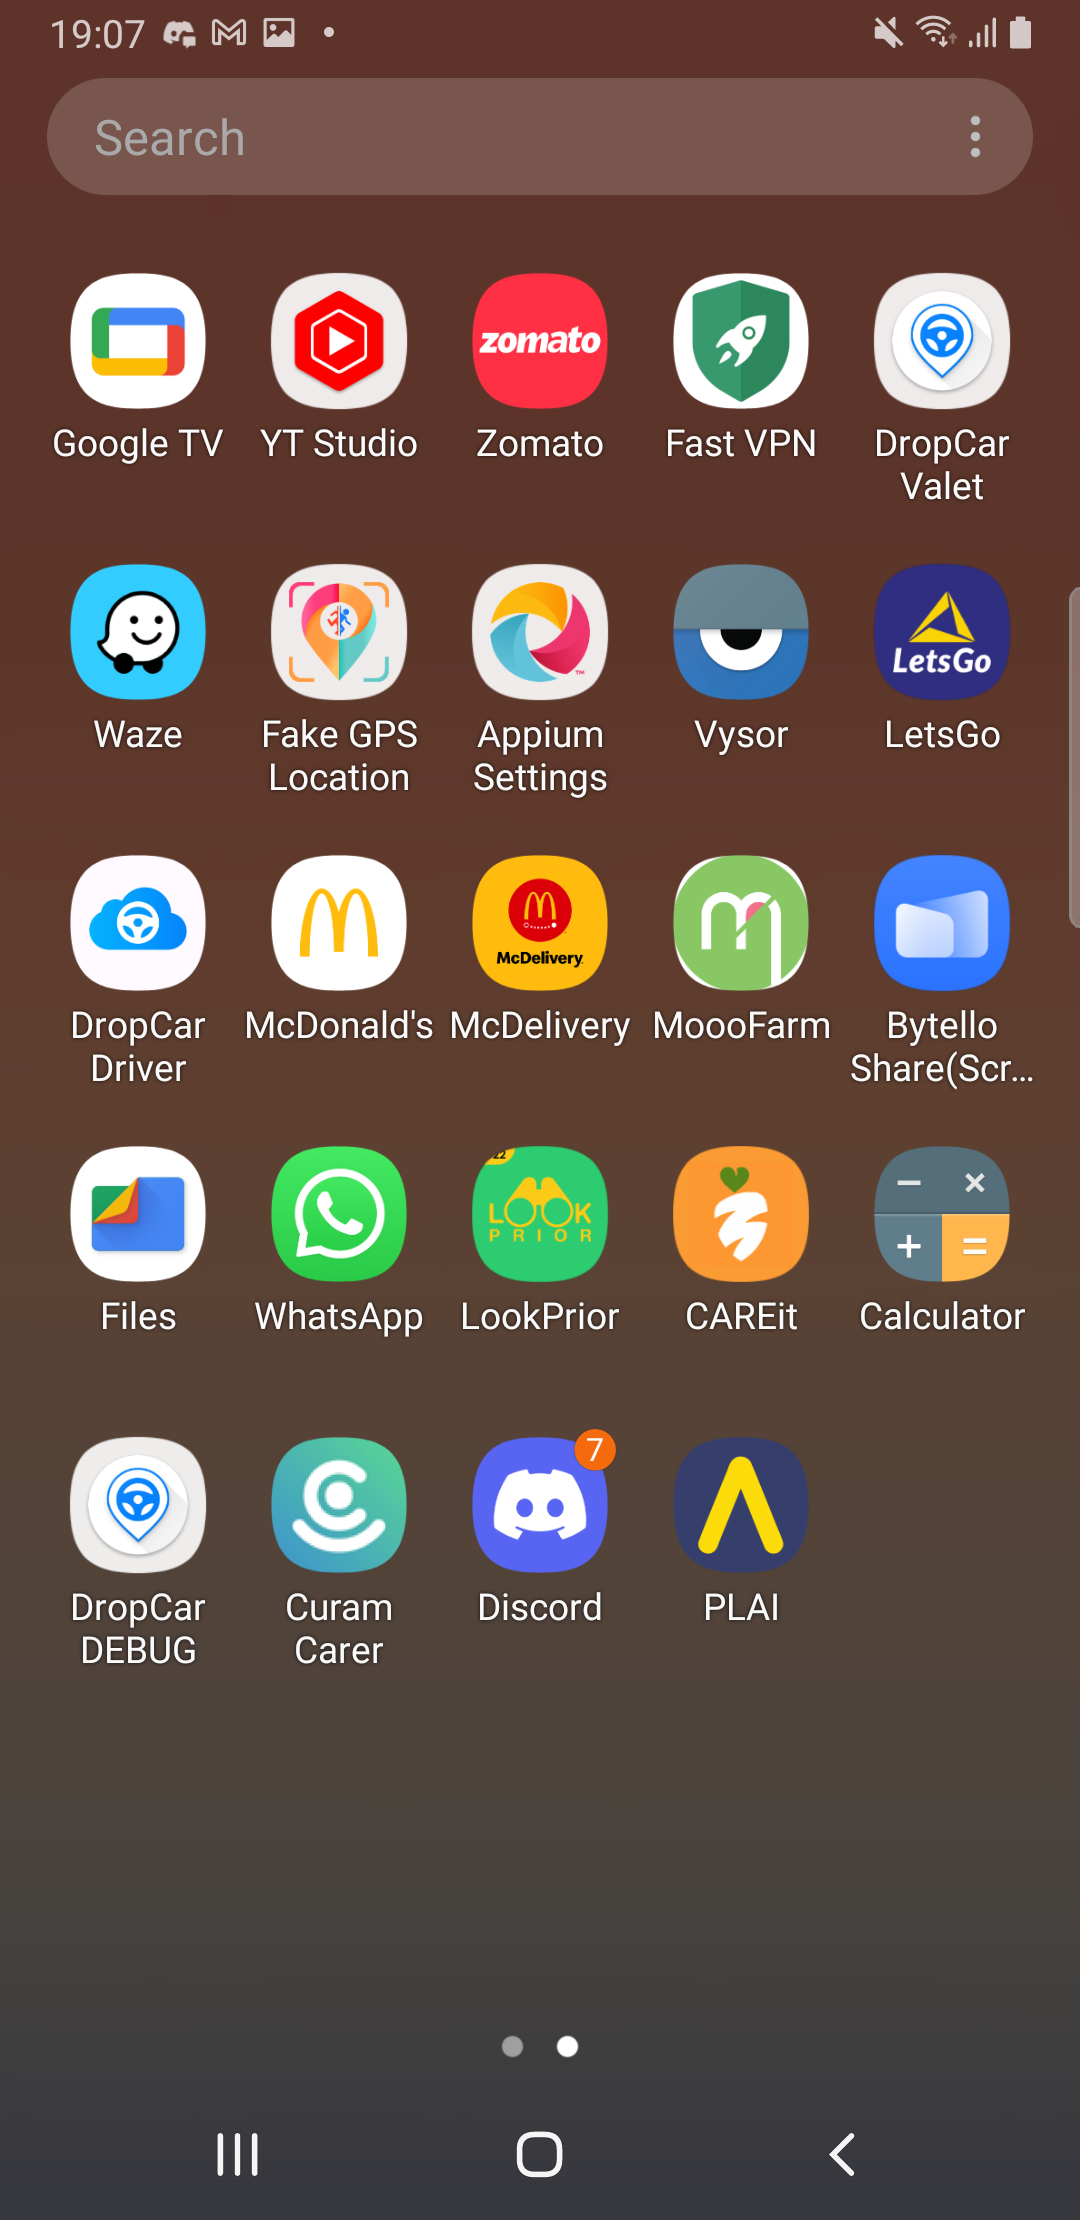 19:07
Search
zomato
Google TV
YT Studio
Zomato
Fast VPN
DropCar
Valet
LetsGo
Waze
Fake GPS
Location
Appium
Settings
Vysor
LetsGo
McDelivery
DropCar
Driver
McDonald's
McDelivery
MoooFarm
Bytello
Share(Scr...
22
LOOK
PRIOR
Files
WhatsApp
LookPrior
CAREit
Calculator
7
DropCar
DEBUG
Curam
Carer
Discord
PLAI